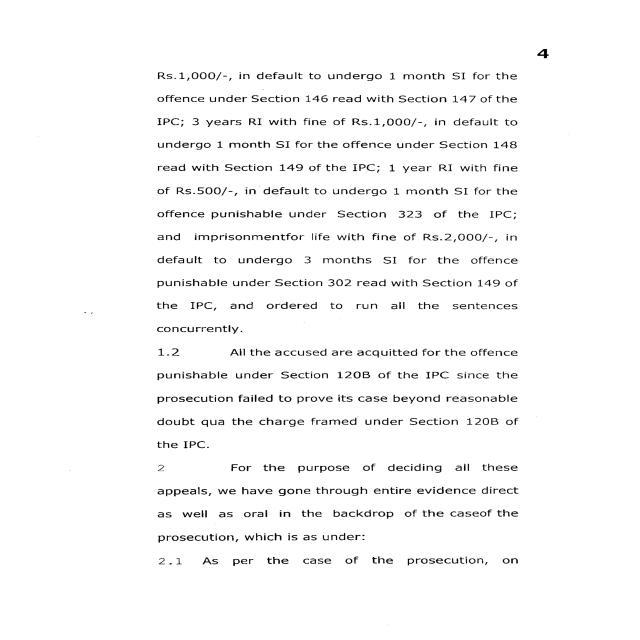 4
Rs.1,000/-, in default to undergo 1 month SI for the
offence under Section 146 read with Section 147 of the
IPC; 3 years RI with fine of Rs.1,000/-, in default to
undergo 1 month SI for the offence under Section 148
read with Section 149 of the IPC; 1 year RI with fine
of Rs.500/-, in default to undergo 1 month SI for the
offence punishable under Section 323 of the IPC;
and imprisonmentfor life with fine of Rs.2,000/-, in
default to undergo 3 months SI for the offence
punishable under Section 302 read with Section 149 of
the IPC, and ordered to run all the sentences
concurrently.
1.2 All the accused are acquitted for the offence
punishable under Section 120B of the IPC since the
prosecution failed to prove its case beyond reasonable
doubt qua the charge framed under Section 120B of
the IPC.
2 For the purpose of deciding all these
appeals, we have gone through entire evidence direct
as well as oral in the backdrop of the caseof the
prosecution, which is as under:
2.1 As per the case of the prosecution, on